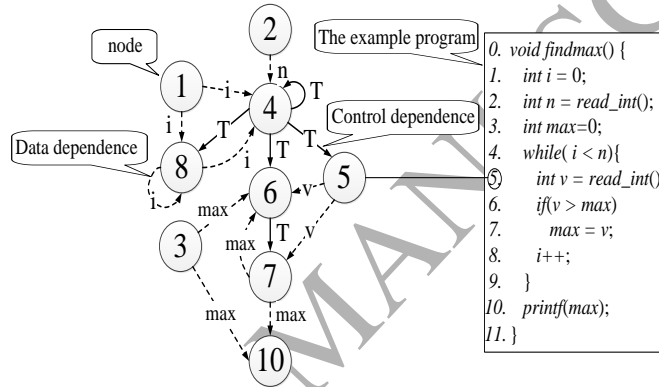 2
node
The example program
1
n
i
4
T
i
T
T
T
Control dependence
Data dependence
8
i
i
6
v
5
max
3
max
T
v
7
max
max
10
0. void findmax() {
1. int i = 0;
2. int n = read_int();
3. int max=0;
4. while( i < n){
5. int v = read_int()
6. if(v > max)
7. max = v;
8. i++;
9. }
10. printf(max);
11. }
MANSC